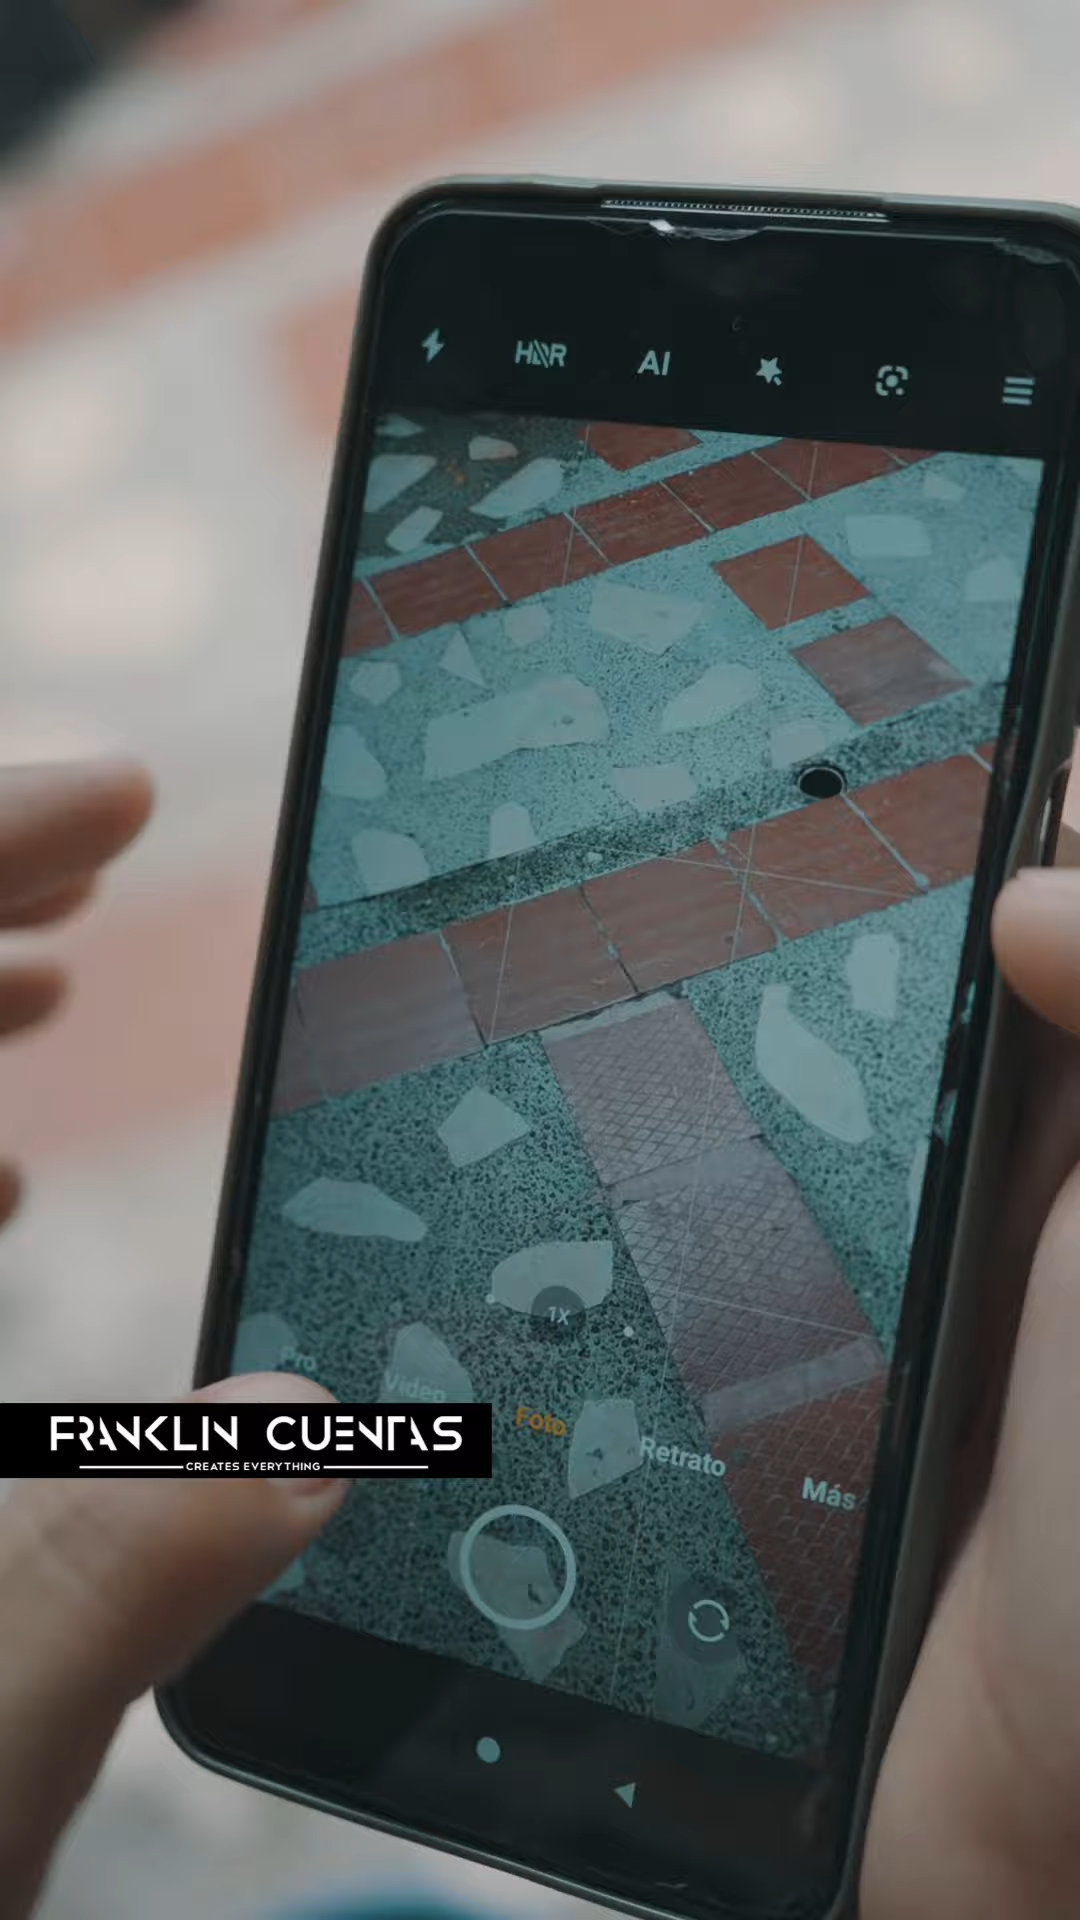 HDR AI
1X
Pro Video Foto Retrato Más
FRANKLIN CUENTAS
CREATES EVERYTHING